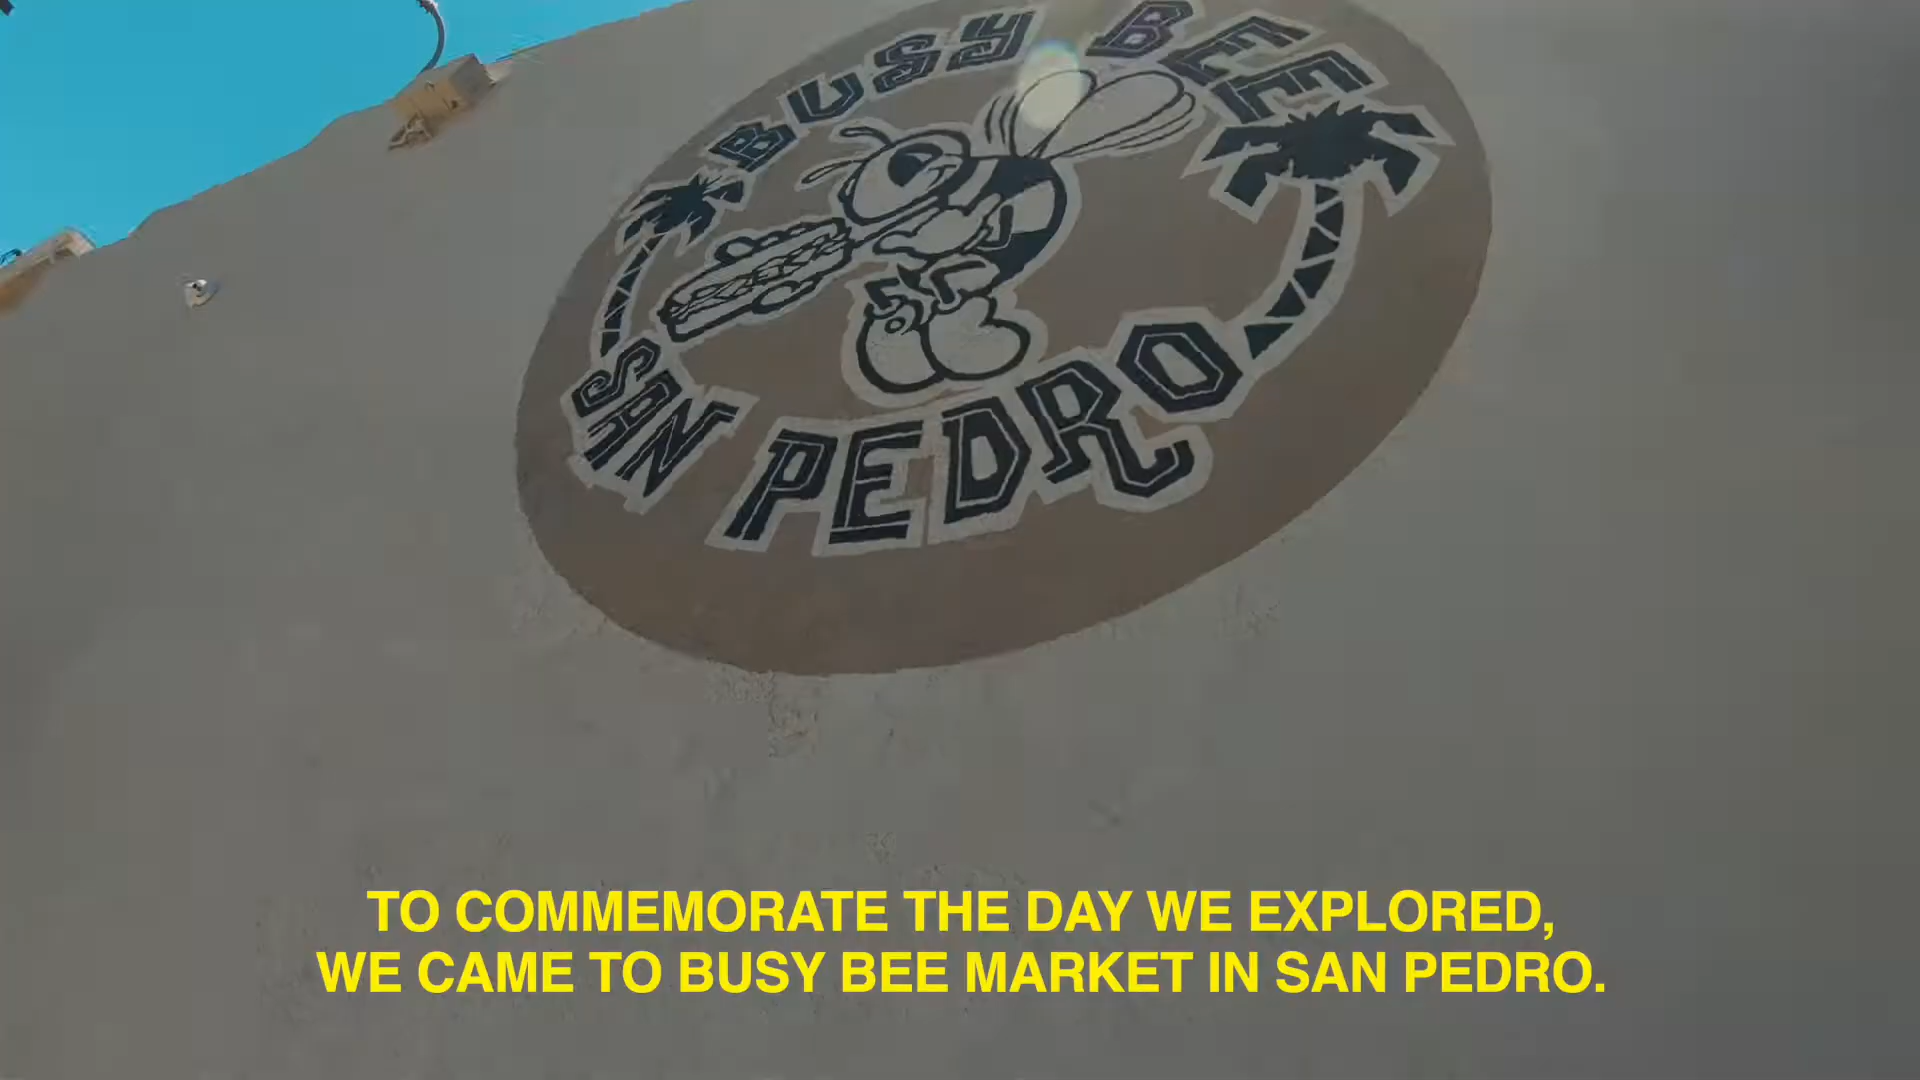 BUSY BEE
SAN PEDRO
TO COMMEMORATE THE DAY WE EXPLORED,
WE CAME TO BUSY BEE MARKET IN SAN PEDRO.